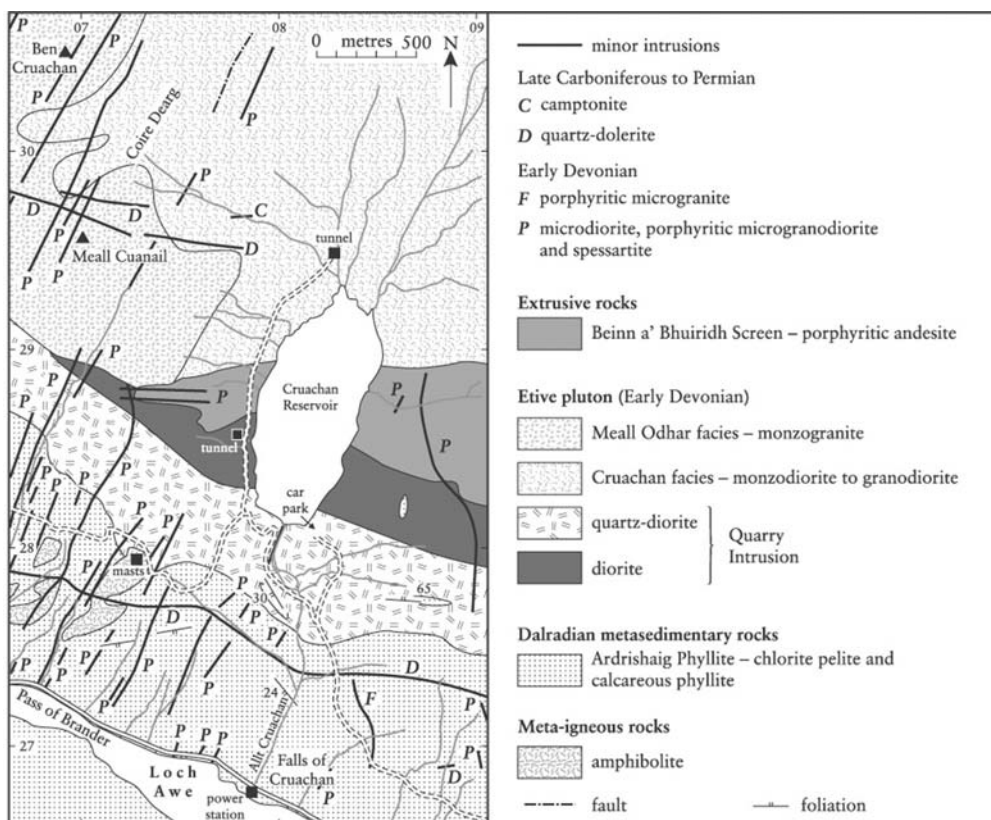 07
08
09
0 metres 500
N
Ben
Cruachan
P
P
P
P
P
Coire Dearg
30
P
D
D
C
D
P
P
P
P
Meall Cuanail
tunnel
29
P
P
P
P
P
Cruachan
Reservoir
tunnel
P
car
park
P
P
P
28
masts
P
65
30
P
P
P
D
D
P
P
P
P
P
24
F
P
Pass of Brander
P
P
P
Allt Cruachan
27
P
Loch
Awe
Falls of
Cruachan
P
D
power
station
P
minor intrusions
Late Carboniferous to Permian
C camptonite
D quartz-dolerite
Early Devonian
F porphyritic microgranite
P microdiorite, porphyritic microgranodiorite
and spessartite
Extrusive rocks
Beinn a' Bhuiridh Screen – porphyritic andesite
Etive pluton (Early Devonian)
Meall Odhar facies – monzogranite
Cruachan facies – monzodiorite to granodiorite
quartz-diorite
Quarry
Intrusion
diorite
Dalradian metasedimentary rocks
Ardrishaig Phyllite – chlorite pelite and
calcareous phyllite
Meta-igneous rocks
amphibolite
fault
foliation